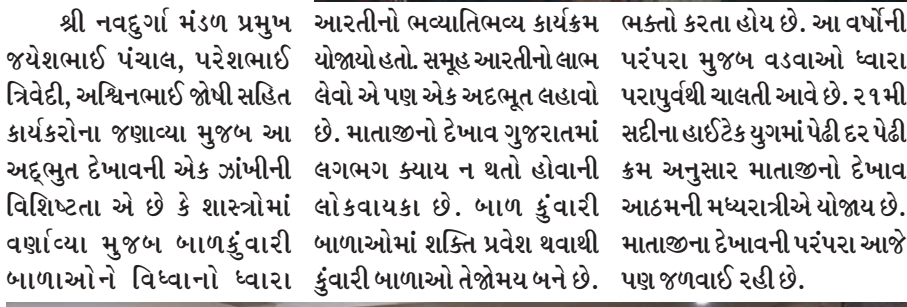 શ્રી નવદુર્ગા મંડળ પ્રમુખ
જયેશભાઈ પંચાલ, પરેશભાઈ
ત્રિવેદી, અશ્વિનભાઈ જોષી સહિત
કાર્યકરોના જણાવ્યા મુજબ આ
અદ્ભુત દેખાવની એક ઝાંખીની
વિશિષ્ટતા એ છે કે શાસ્ત્રોમાં
વર્ણાવ્યા મુજબ બાળકુંવારી
બાળાઓને વિધ્વાનો ધ્વારા
આરતીનો ભવ્યાતિભવ્ય કાર્યક્રમ
યોજાયો હતો. સમૂહ આરતીનો લાભ
લેવો એ પણ એક અદભૂત લહાવો
છે. માતાજીનો દેખાવ ગુજરાતમાં
લગભગ ક્યાય ન થતો હોવાની
લોકવાયકા છે. બાળ કુંવારી
બાળાઓમાં શક્તિ પ્રવેશ થવાથી
કુંવારી બાળાઓ તેજોમય બને છે.
ભક્તો કરતા હોય છે. આ વર્ષોની
પરંપરા મુજબ વડવાઓ ધ્વારા
પરાપુર્વથી ચાલતી આવે છે. ૨૧મી
સદીના હાઈટેક યુગમાં પેઢી દર પેઢી
ક્રમ અનુસાર માતાજીનો દેખાવ
આઠમની મધ્યરાત્રીએ યોજાય છે.
માતાજીના દેખાવની પરંપરા આજે
પણ જળવાઈ રહી છે.